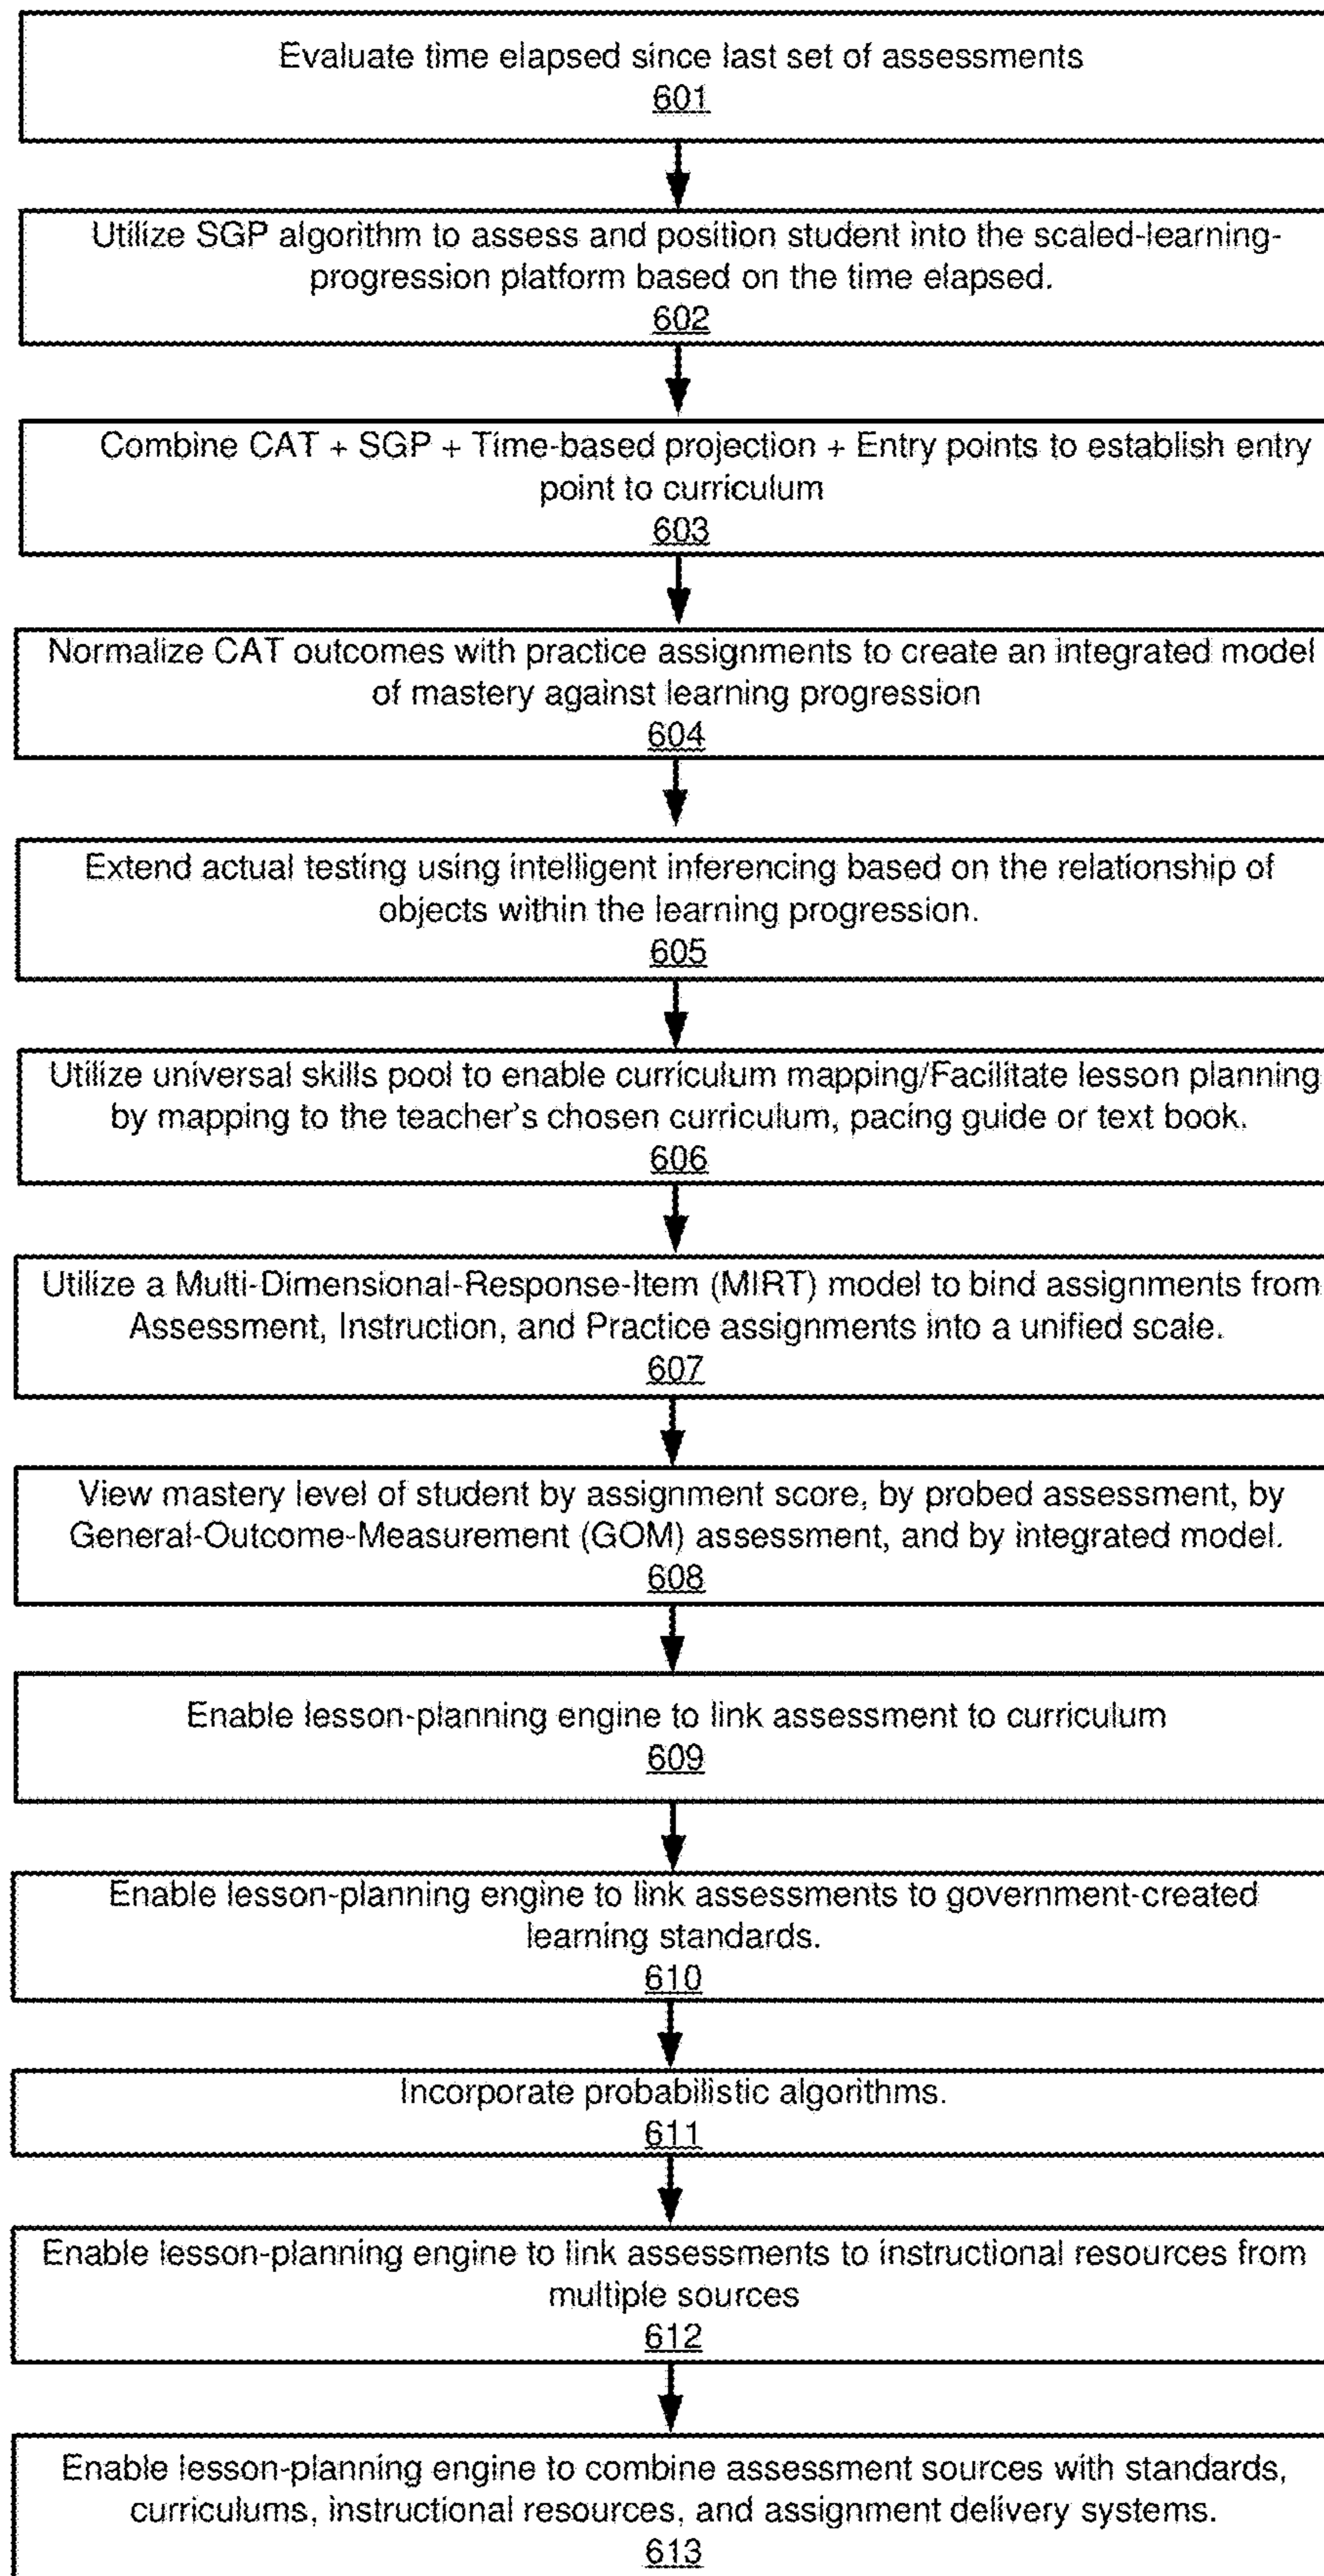 Evaluate time elapsed since last set of assessments
601
Utilize SGP algorithm to assess and position student into the scaled-learning-
progression platform based on the time elapsed.
602
Combine CAT + SGP + Time-based projection + Entry points to establish entry
point to curriculum
603
Normalize CAT outcomes with practice assignments to create an integrated model
of mastery against learning progression
604
Extend actual testing using intelligent inferencing based on the relationship of
objects within the learning progression.
605
Utilize universal skills pool to enable curriculum mapping/Facilitate lesson planning
by mapping to the teacher's chosen curriculum, pacing guide or text book.
606
Utilize a Multi-Dimensional-Response-Item (MIRT) model to bind assignments from
Assessment, Instruction, and Practice assignments into a unified scale.
607
View mastery level of student by assignment score, by probed assessment, by
General-Outcome-Measurement (GOM) assessment, and by integrated model.
608
Enable lesson-planning engine to link assessment to curriculum
609
Enable lesson-planning engine to link assessments to government-created
learning standards.
610
Incorporate probabilistic algorithms.
611
Enable lesson-planning engine to link assessments to instructional resources from
multiple sources
612
Enable lesson-planning engine to combine assessment sources with standards,
curriculums, instructional resources, and assignment delivery systems.
613